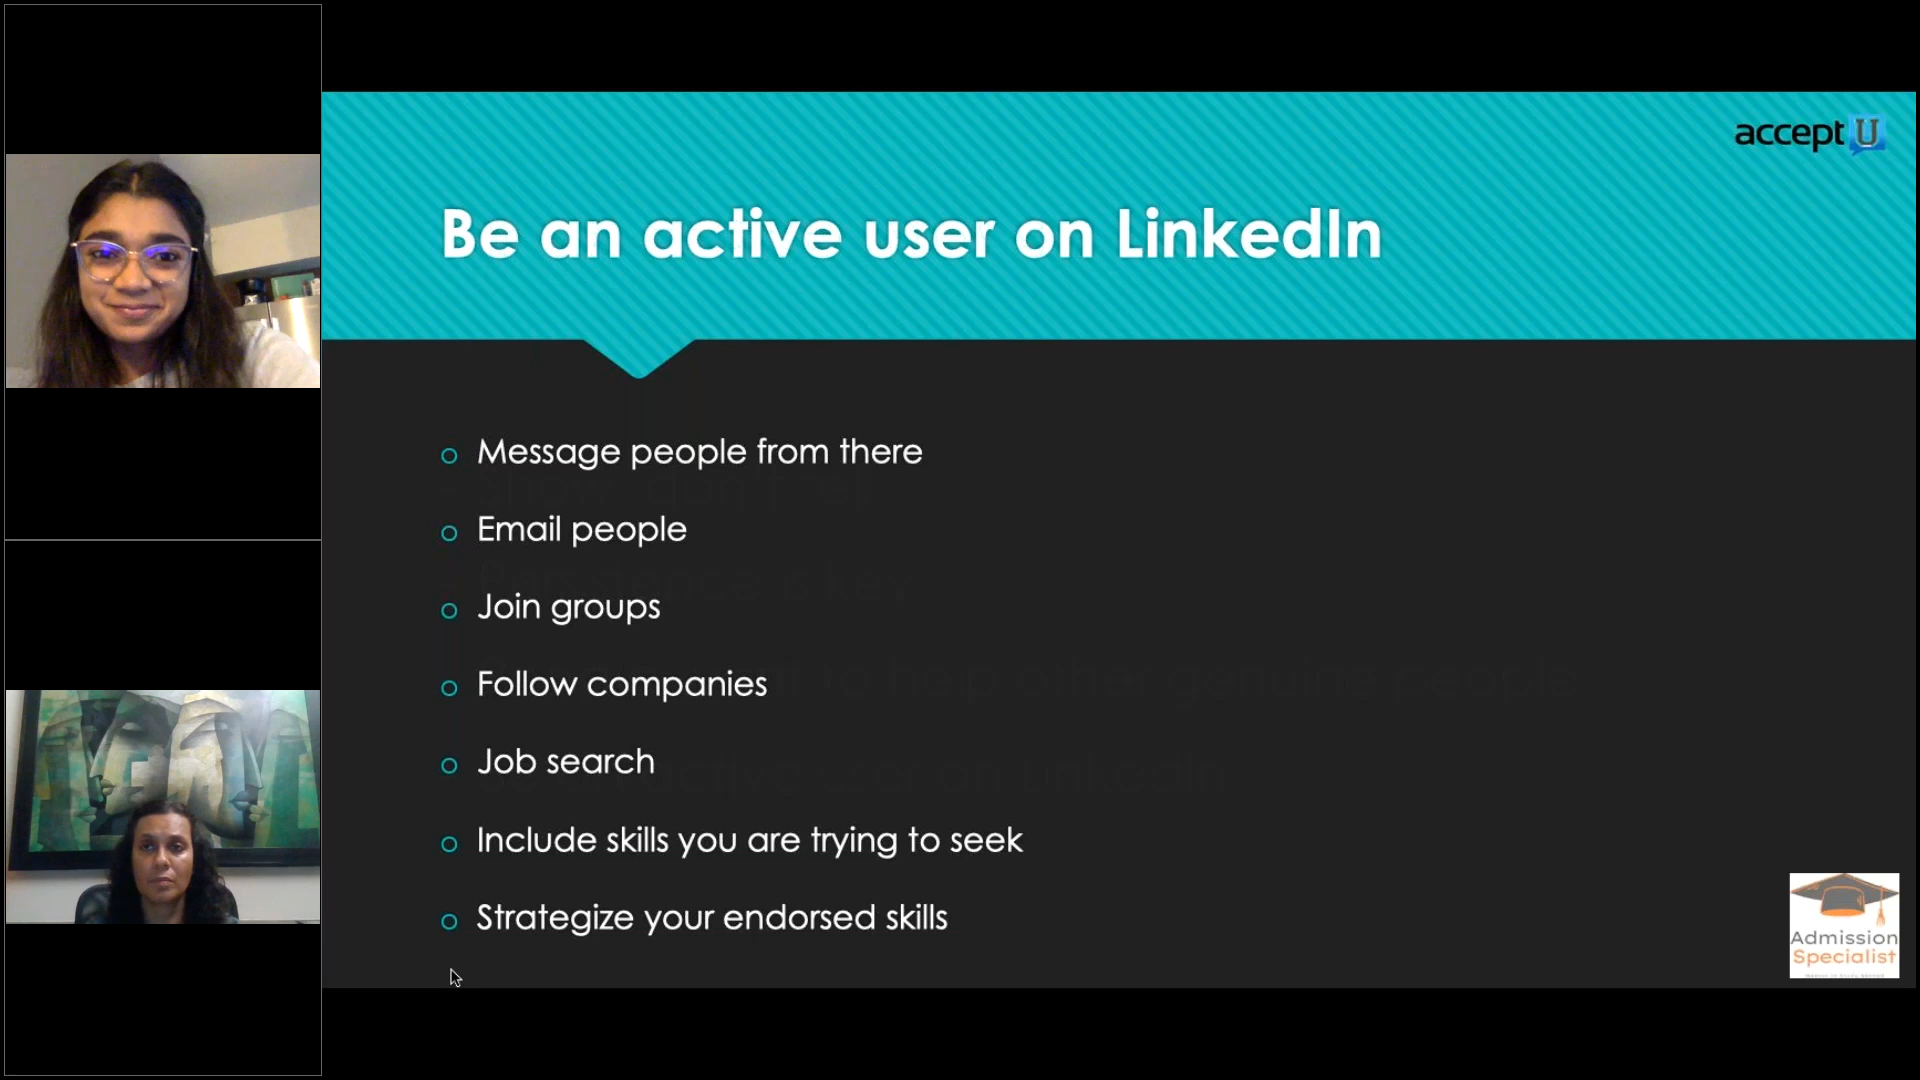 accept U
Be an active user on LinkedIn
Message people from there
Email people
Join groups
Follow companies
Job search
Include skills you are trying to seek
Strategize your endorsed skills
Admission
Specialist